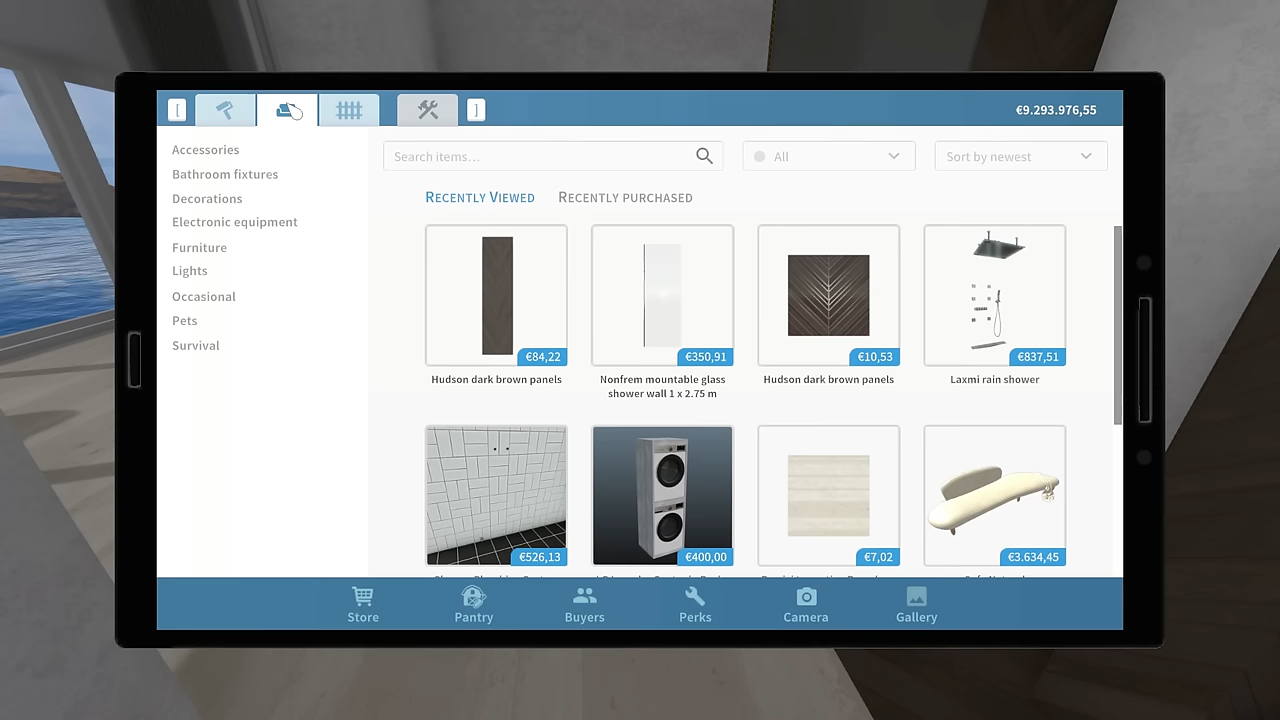 [
]
€9.293.976,55
Accessories
Bathroom fixtures
Decorations
Electronic equipment
Furniture
Lights
Occasional
Pets
Survival
Search items...
All
Sort by newest
Recently Viewed
Recently purchased
€84,22
€350,91
€10,53
€837,51
Hudson dark brown panels
Nonfrem mountable glass
shower wall 1 x 2.75 m
Hudson dark brown panels
Laxmi rain shower
€526,13
€400,00
€7,02
€3.634,45
Store
Pantry
Buyers
Perks
Camera
Gallery